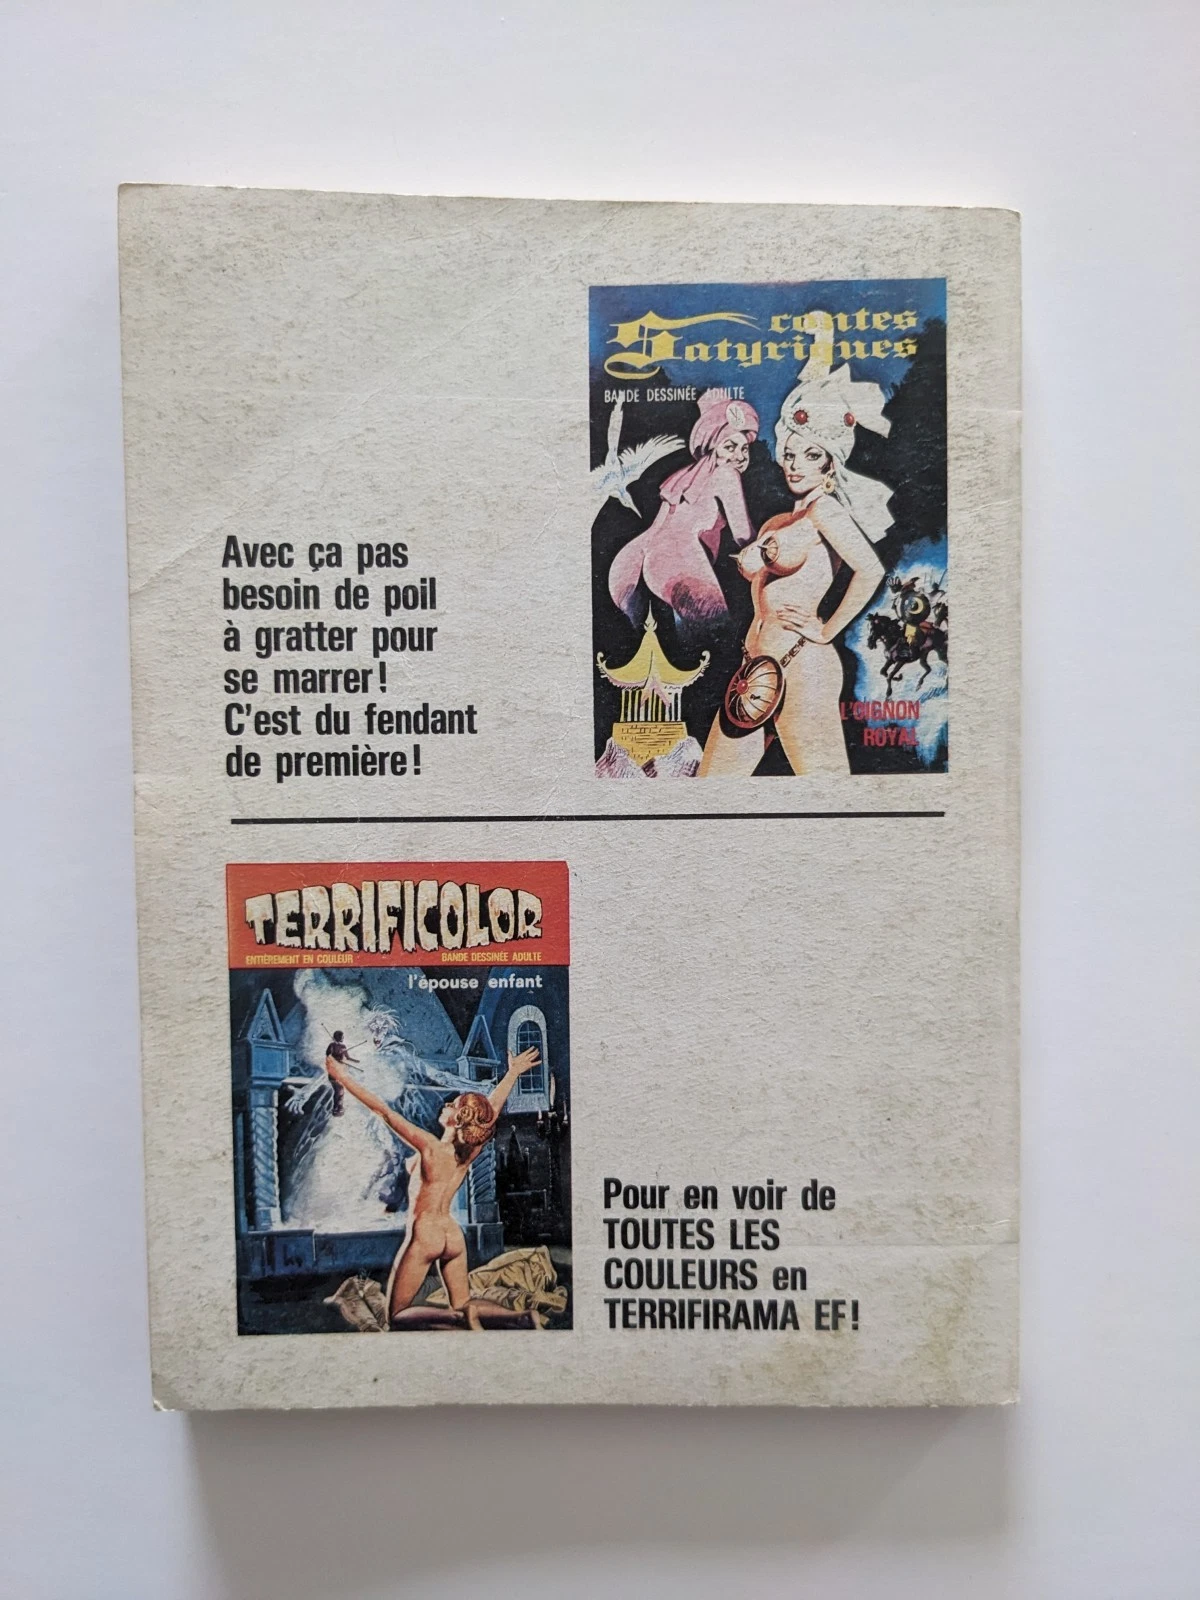 contes
Satyriques
BANDE DESSINÉE ADULTE
Avec ça pas
besoin de poil
à gratter pour
se marrer!
C'est du fendant
de première!
L'OIGNON
ROYAL
TERRIFICOLOR
ENTIÈREMENT EN COULEUR
BANDE DESSINÉE ADULTE
l'épouse enfant
Pour en voir de
TOUTES LES
COULEURS en
TERRIFIRAMA EF!